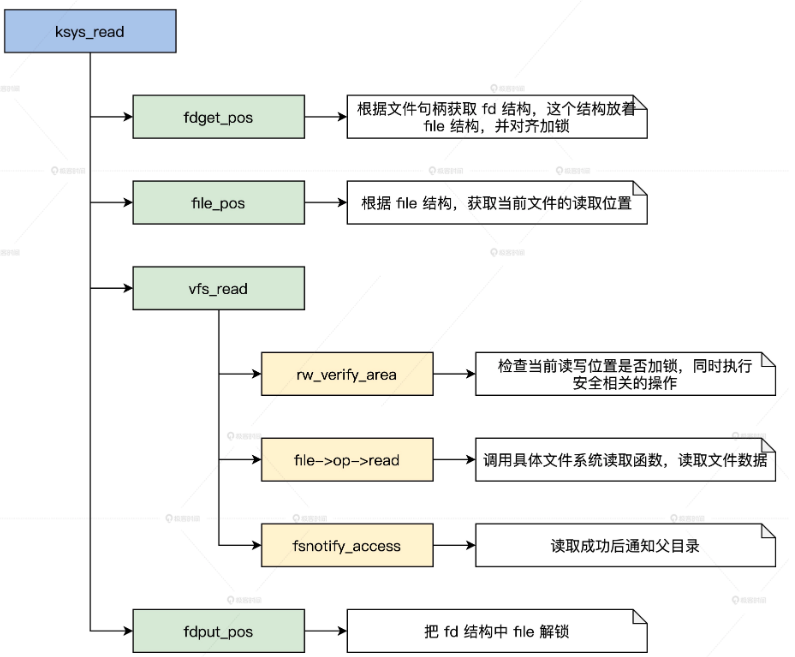 ksys_read
fdget_pos
根据文件句柄获取 fd 结构，这个结构放着
file 结构，并对齐加锁
file_pos
根据 file 结构，获取当前文件的读取位置
vfs_read
rw_verify_area
检查当前读写位置是否加锁，同时执行
安全相关的操作
file->op->read
调用具体文件系统读取函数，读取文件数据
fsnotify_access
读取成功后通知父目录
fdput_pos
把 fd 结构中 file 解锁